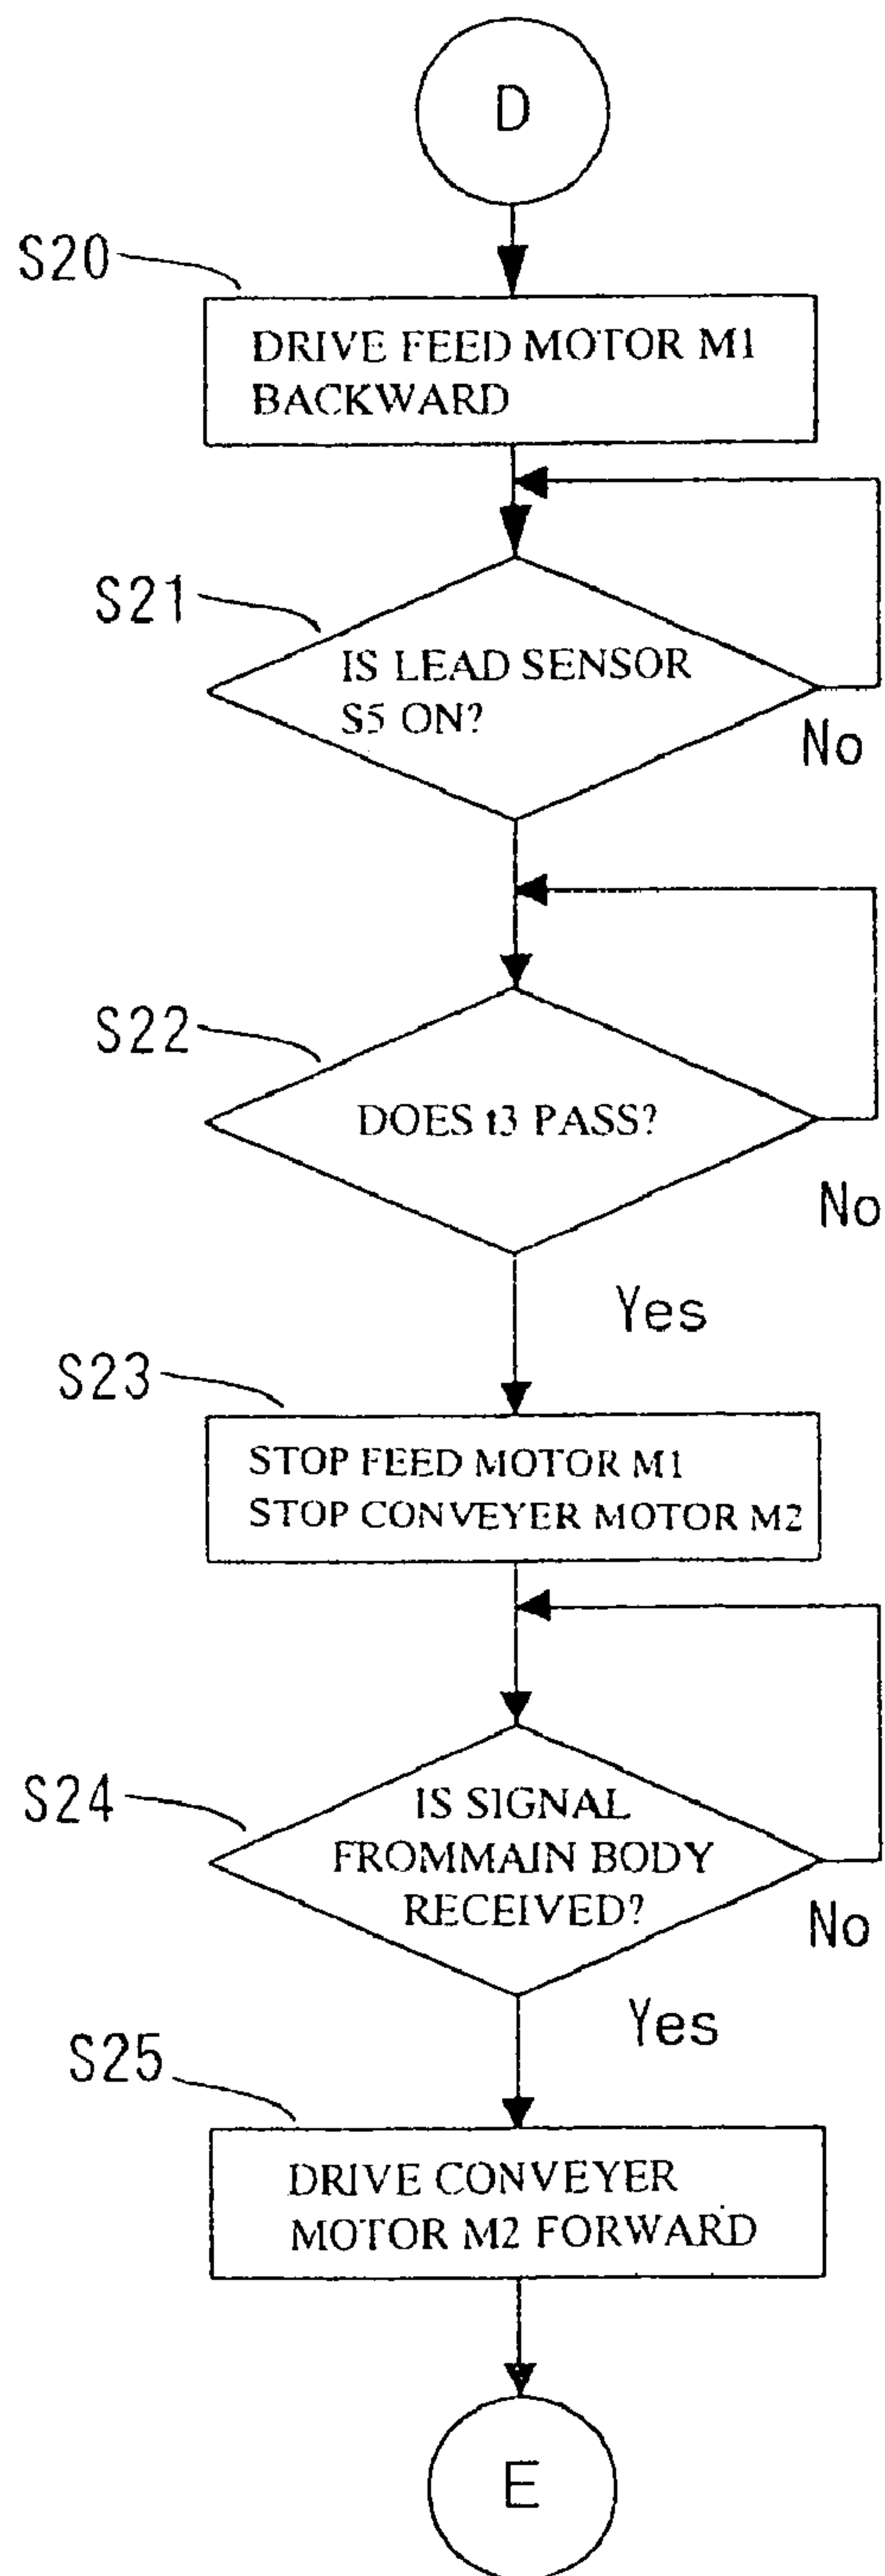 D
S20
DRIVE FEED MOTOR M1
BACKWARD
S21
IS LEAD SENSOR
S5 ON?
No
S22
DOES t3 PASS?
No
Yes
S23
STOP FEED MOTOR M1
STOP CONVEYER MOTOR M2
S24
IS SIGNAL
FROMMAIN BODY
RECEIVED?
No
Yes
S25
DRIVE CONVEYER
MOTOR M2 FORWARD
E